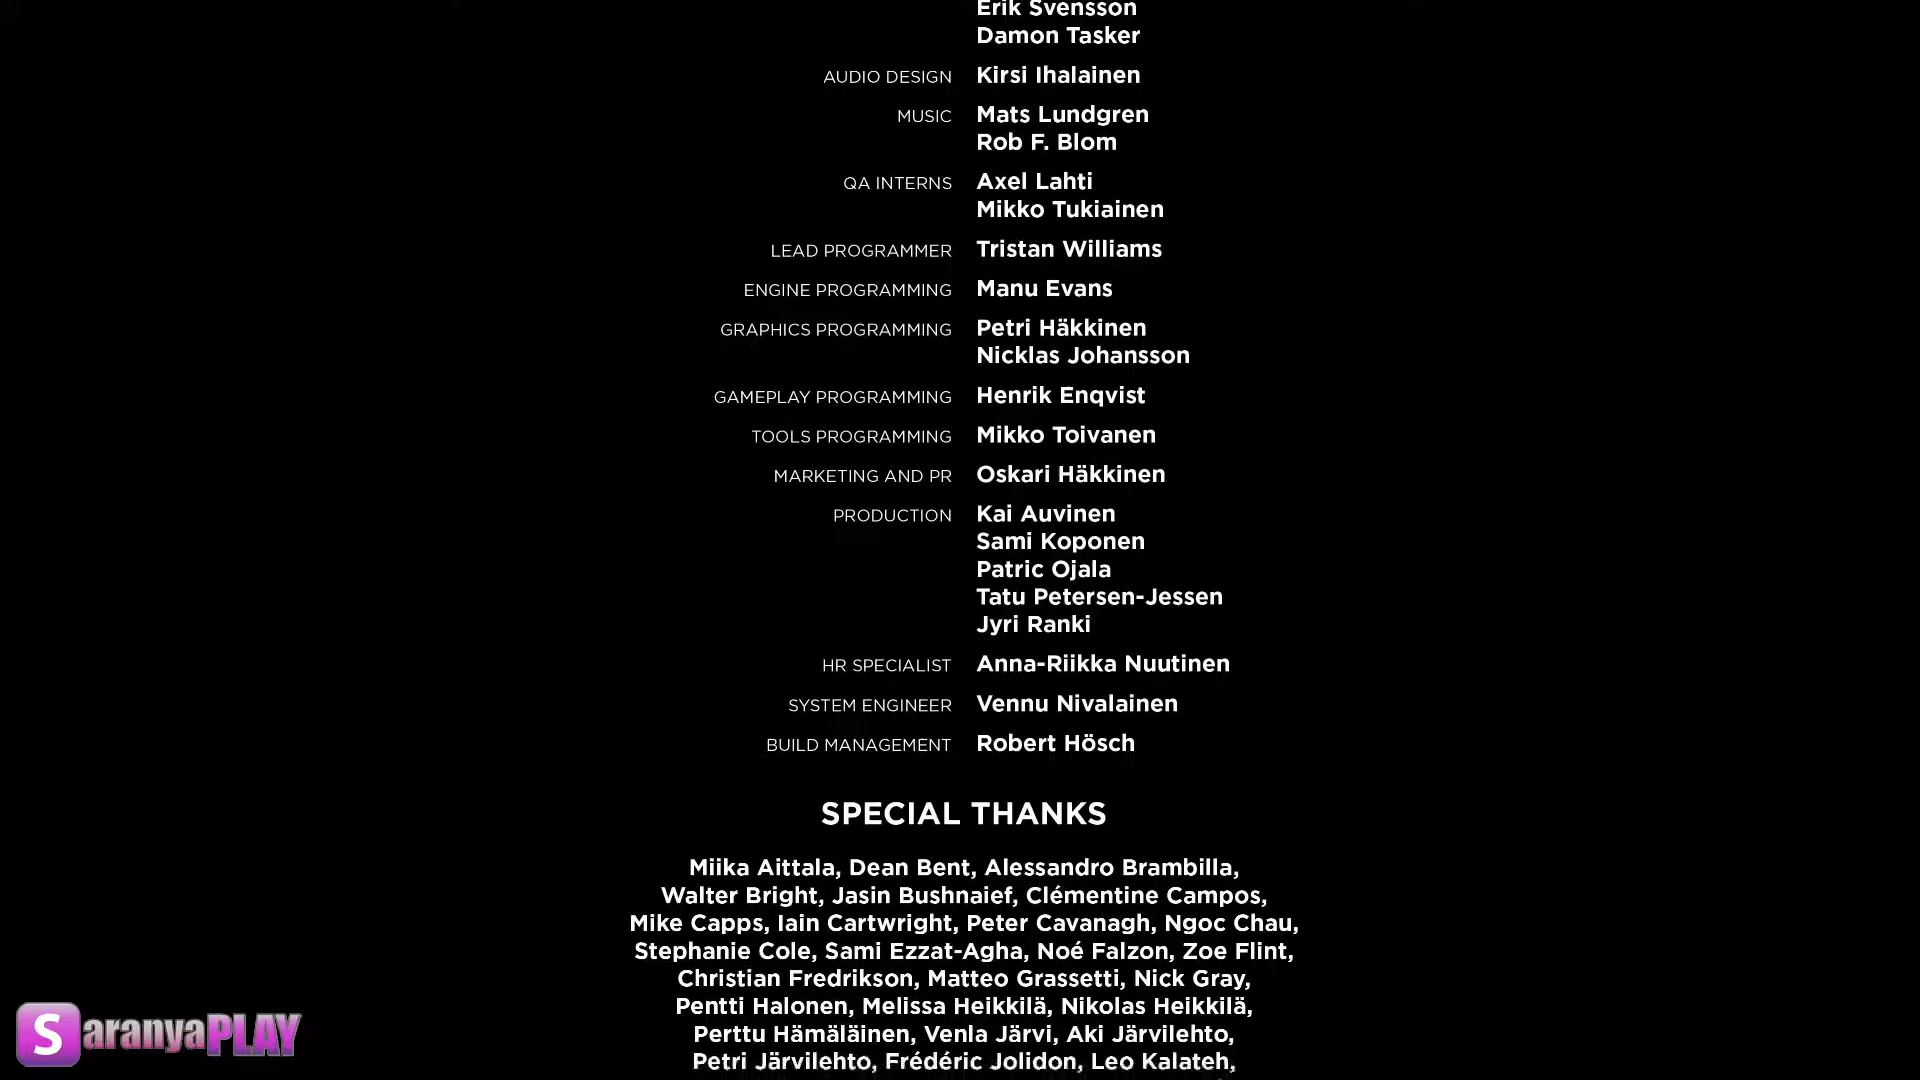 Erik Svensson
Damon Tasker
AUDIO DESIGN Kirsi Ihalainen
MUSIC Mats Lundgren
Rob F. Blom
QA INTERNS Axel Lahti
Mikko Tukiainen
LEAD PROGRAMMER Tristan Williams
ENGINE PROGRAMMING Manu Evans
GRAPHICS PROGRAMMING Petri Häkkinen
Nicklas Johansson
GAMEPLAY PROGRAMMING Henrik Enqvist
TOOLS PROGRAMMING Mikko Toivanen
MARKETING AND PR Oskari Häkkinen
PRODUCTION Kai Auvinen
Sami Koponen
Patric Ojala
Tatu Petersen-Jessen
Jyri Ranki
HR SPECIALIST Anna-Riikka Nuutinen
SYSTEM ENGINEER Vennu Nivalainen
BUILD MANAGEMENT Robert Hösch
SPECIAL THANKS
Miika Aittala, Dean Bent, Alessandro Brambilla,
Walter Bright, Jasin Bushnaief, Clémentine Campos,
Mike Capps, Iain Cartwright, Peter Cavanagh, Ngoc Chau,
Stephanie Cole, Sami Ezzat-Agha, Noé Falzon, Zoe Flint,
Christian Fredrikson, Matteo Grassetti, Nick Gray,
Pentti Halonen, Melissa Heikkilä, Nikolas Heikkilä,
Perttu Hämäläinen, Venla Järvi, Aki Järvilehto,
Petri Järvilehto, Frédéric Jolidon, Leo Kalateh,
SaranyaPLAY